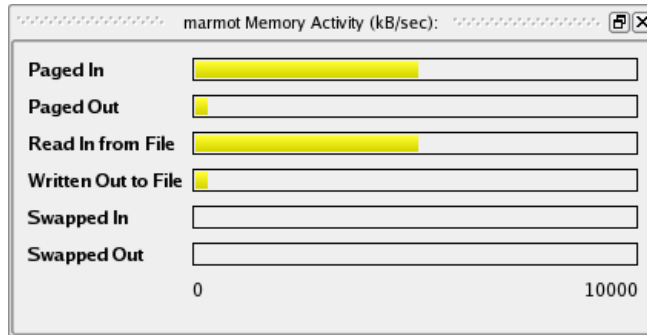 marmot Memory Activity (kB/sec):
Paged In
Paged Out
Read In from File
Written Out to File
Swapped In
Swapped Out
0 10000